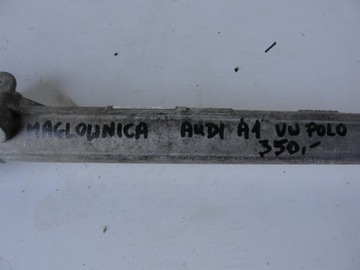 MAGLOWNICA AUDI A1 VW POLO
350,-